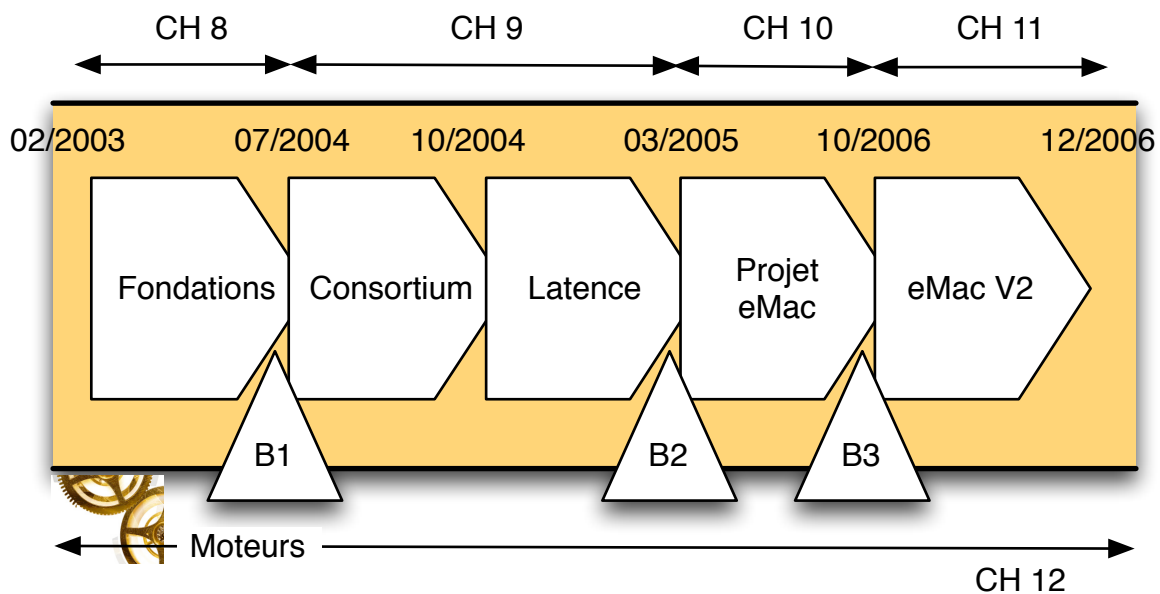 CH 8 CH 9 CH 10 CH 11
02/2003 07/2004 10/2004 03/2005 10/2006 12/2006
Fondations Consortium Latence Projet eMac eMac V2
B1 B2 B3
Moteurs
CH 12